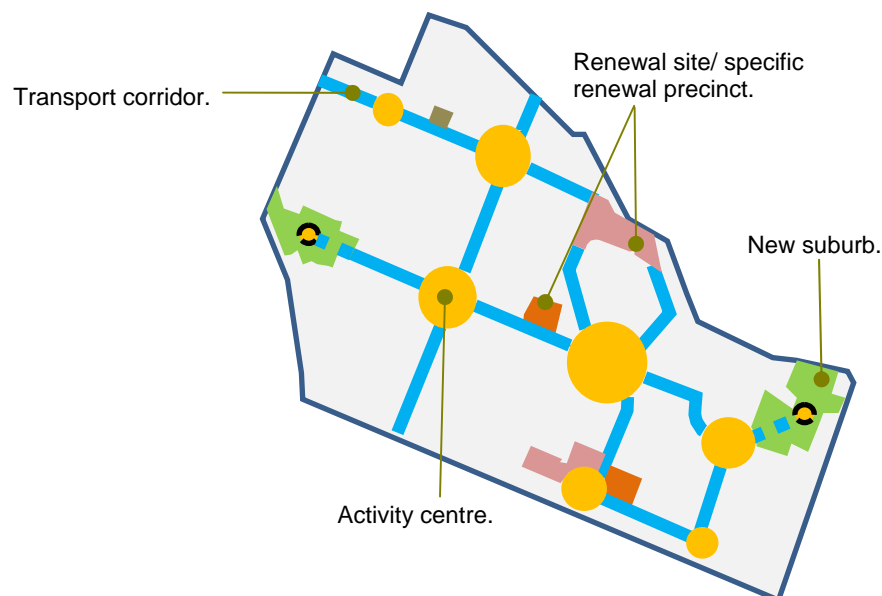 Renewal site/ specific
renewal precinct.
Transport corridor.
New suburb.
Activity centre.